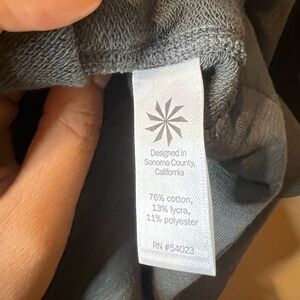 Designed in
Sonoma County,
California
76% cotton,
13% lycra,
11% polyester
RN #54023